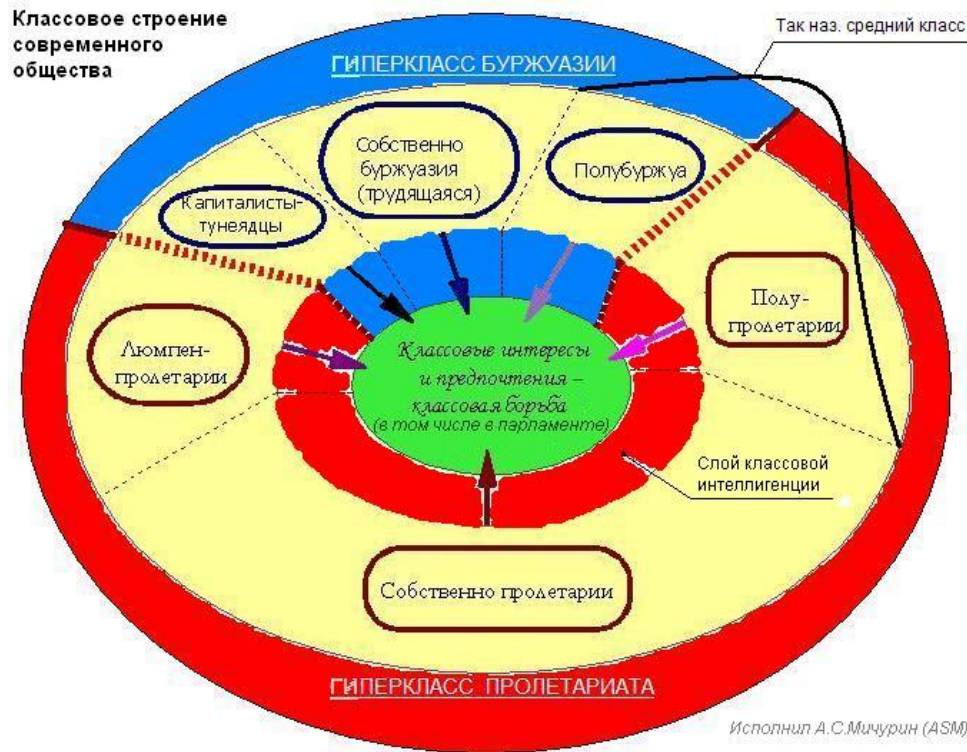 Классовое строение
современного
общества
Так наз. средний класс
ГИПЕРКЛАСС БУРЖУАЗИИ
Собственно
буржуазия
(трудящаяся)
Полубуржуа
Капиталисты-
тунеядцы
Полу-
пролетарии
Люмпен-
пролетарии
Классовые интересы
и предпочтения –
классовая борьба
(в том числе в парламенте)
Слой классовой
интеллигенции
Собственно пролетарии
ГИПЕРКЛАСС ПРОЛЕТАРИАТА
Исполнил А.С.Мичурин (ASM)